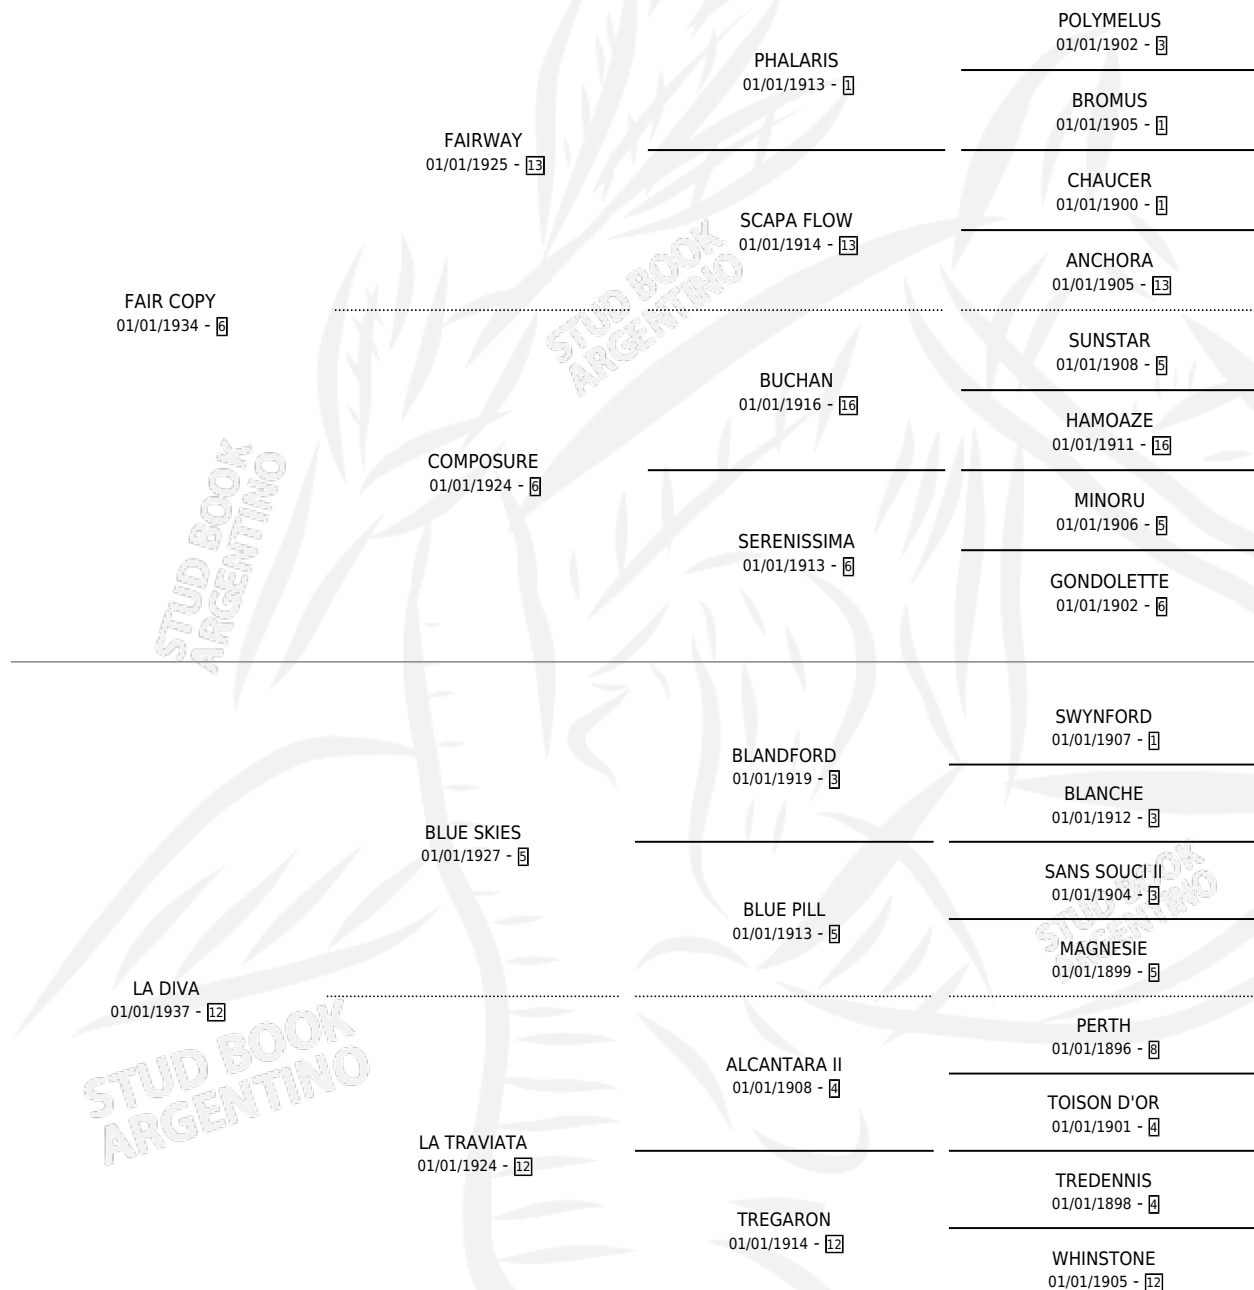 POLYMELUS
01/01/1902 - 3
PHALARIS
01/01/1913 - 1
BROMUS
01/01/1905 - 1
FAIRWAY
01/01/1925 - 13
CHAUCER
01/01/1900 - 1
SCAPA FLOW
01/01/1914 - 13
ANCHORA
01/01/1905 - 13
FAIR COPY
01/01/1934 - 6
SUNSTAR
01/01/1908 - 5
BUCHAN
01/01/1916 - 16
HAMOAZE
01/01/1911 - 16
COMPOSURE
01/01/1924 - 6
MINORU
01/01/1906 - 5
SERENISSIMA
01/01/1913 - 6
GONDOLETTE
01/01/1902 - 6
SWYNFORD
01/01/1907 - 1
BLANDFORD
01/01/1919 - 3
BLANCHE
01/01/1912 - 3
BLUE SKIES
01/01/1927 - 5
SANS SOUCI II
01/01/1904 - 3
BLUE PILL
01/01/1913 - 5
MAGNESIE
01/01/1899 - 5
LA DIVA
01/01/1937 - 12
PERTH
01/01/1896 - 8
ALCANTARA II
01/01/1908 - 4
TOISON D'OR
01/01/1901 - 4
LA TRAVIATA
01/01/1924 - 12
TREDENNIS
01/01/1898 - 4
TREGARON
01/01/1914 - 12
WHINSTONE
01/01/1905 - 12
STUD BOOK
ARGENTINO
STUD BOOK
ARGENTINO
STUD BOOK
ARGENTINO
STUD BOOK
ARGENTINO